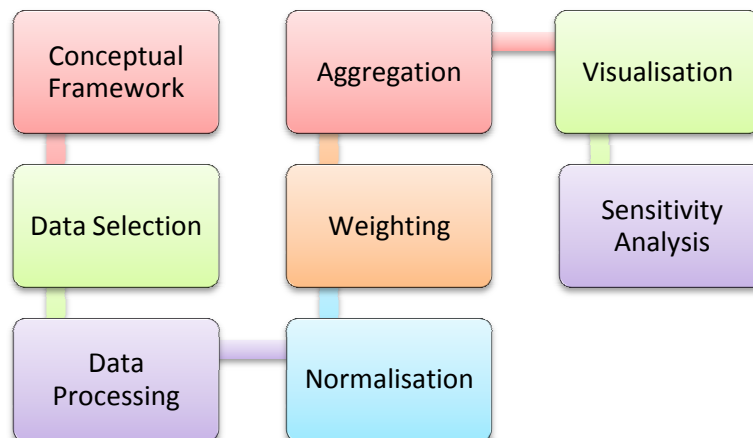 Conceptual
Framework
Data Selection
Data
Processing
Normalisation
Weighting
Aggregation
Visualisation
Sensitivity
Analysis